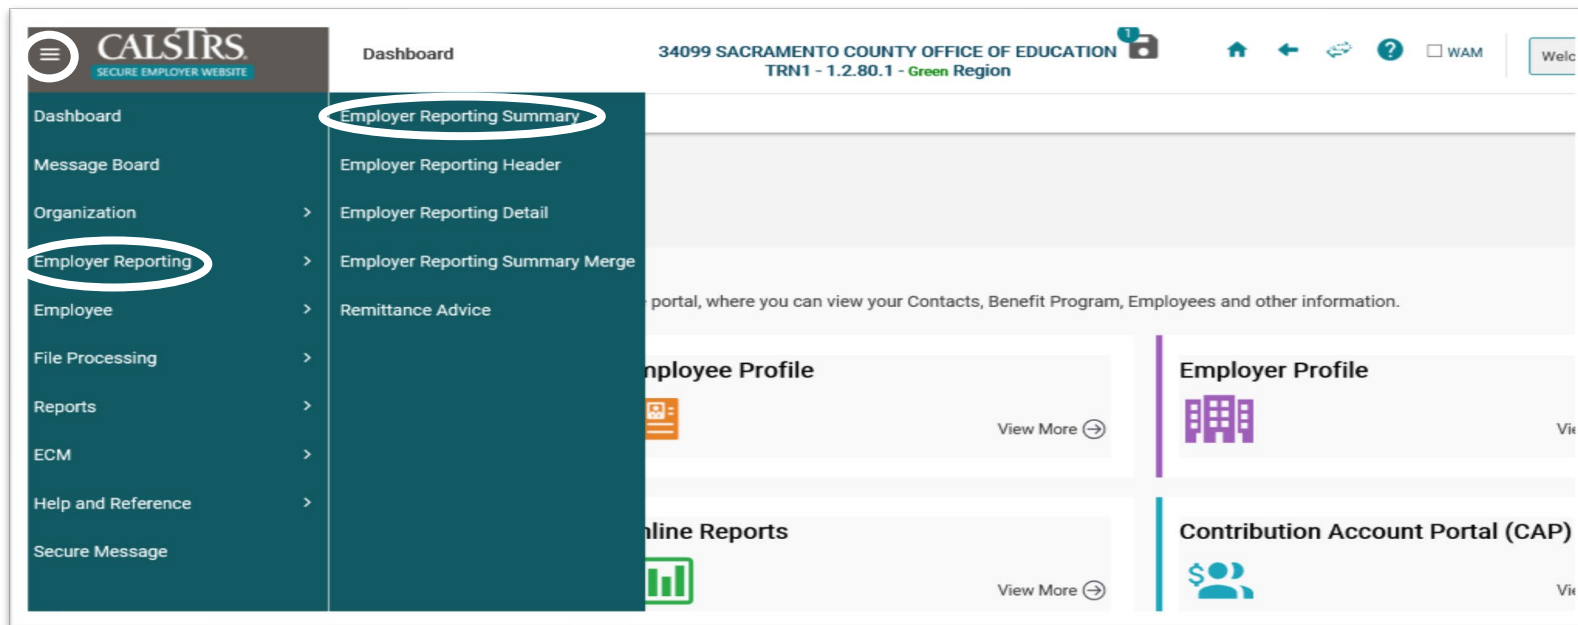 CALSTRS
SECURE EMPLOYER WEBSITE
Dashboard
34099 SACRAMENTO COUNTY OFFICE OF EDUCATION
TRN1 - 1.2.80.1 - Green Region
1
?
WAM
Welc
Dashboard
Message Board
Organization
Employer Reporting
Employee
File Processing
Reports
ECM
Help and Reference
Secure Message
Employer Reporting Summary
Employer Reporting Header
Employer Reporting Detail
Employer Reporting Summary Merge
Remittance Advice
portal, where you can view your Contacts, Benefit Program, Employees and other information.
mployee Profile
View More
Employer Profile
Vie
nline Reports
View More
Contribution Account Portal (CAP)
$
Vie